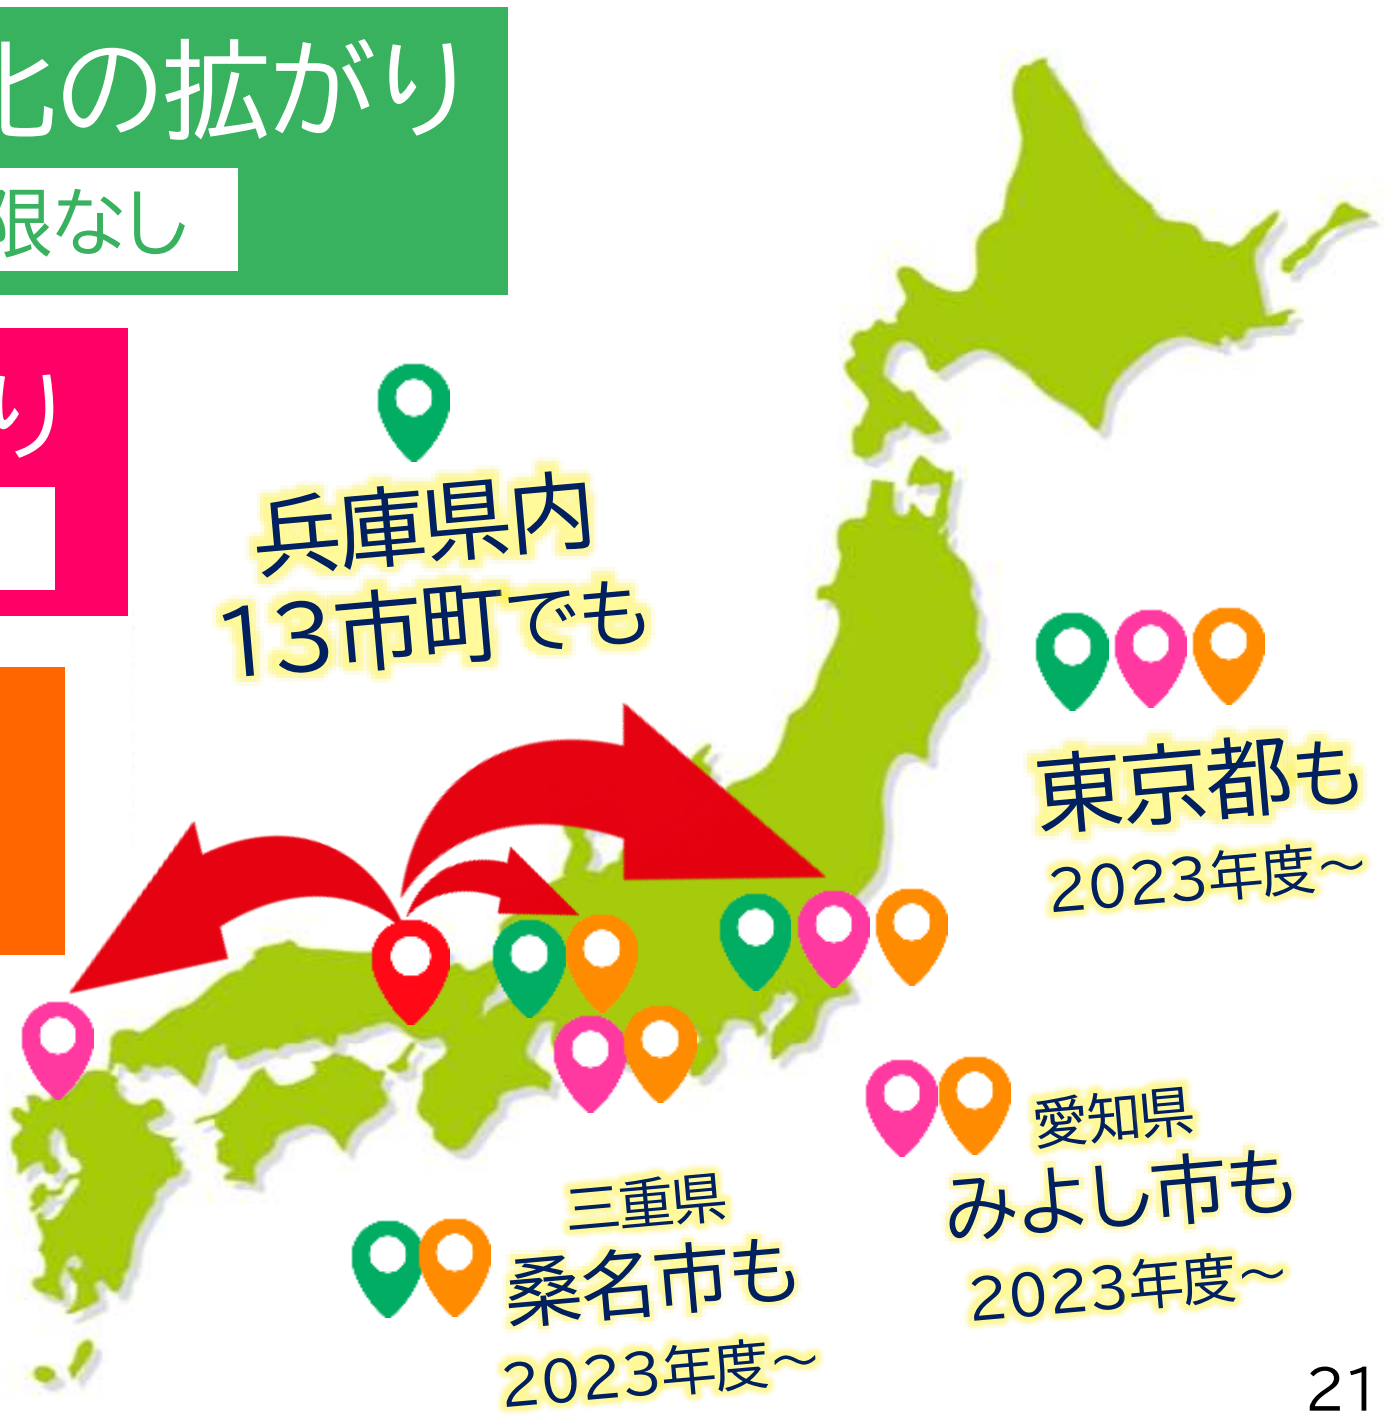 化の拡がり
限なし
り
兵庫県内
13市町でも
東京都も
2023年度～
愛知県
みよし市も
2023年度～
三重県
桑名市も
2023年度～
21